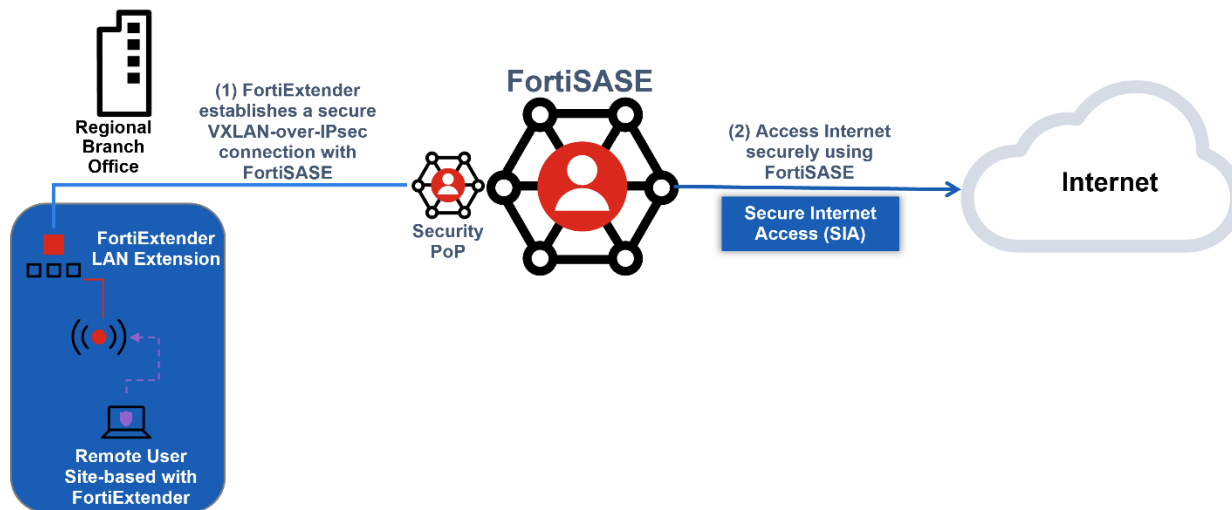 Regional
Branch
Office
(1) FortiExtender
establishes a secure
VXLAN-over-IPsec
connection with
FortiSASE
FortiSASE
Security
PoP
(2) Access Internet
securely using
FortiSASE
Secure Internet
Access (SIA)
Internet
FortiExtender
LAN Extension
Remote User
Site-based with
FortiExtender